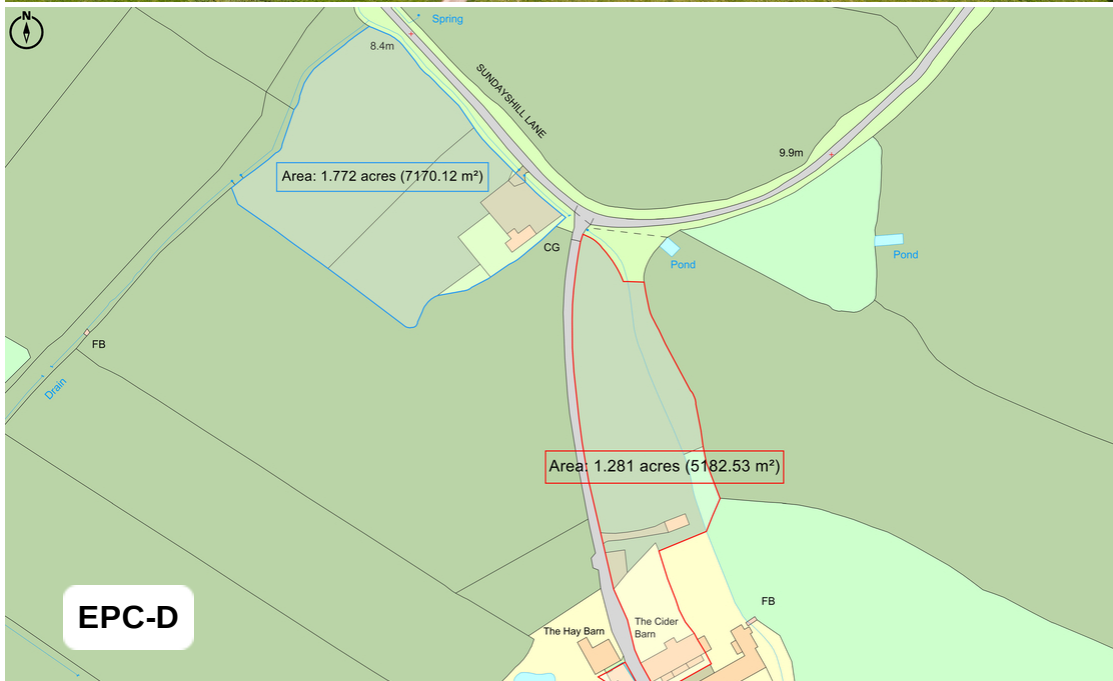 N
Spring
8.4m
SUNDAYSHILL LANE
9.9m
Area: 1.772 acres (7170.12 m²)
CG
Pond
Pond
FB
Drain
Area: 1.281 acres (5182.53 m²)
EPC-D
FB
The Cider
Barn
The Hay Barn